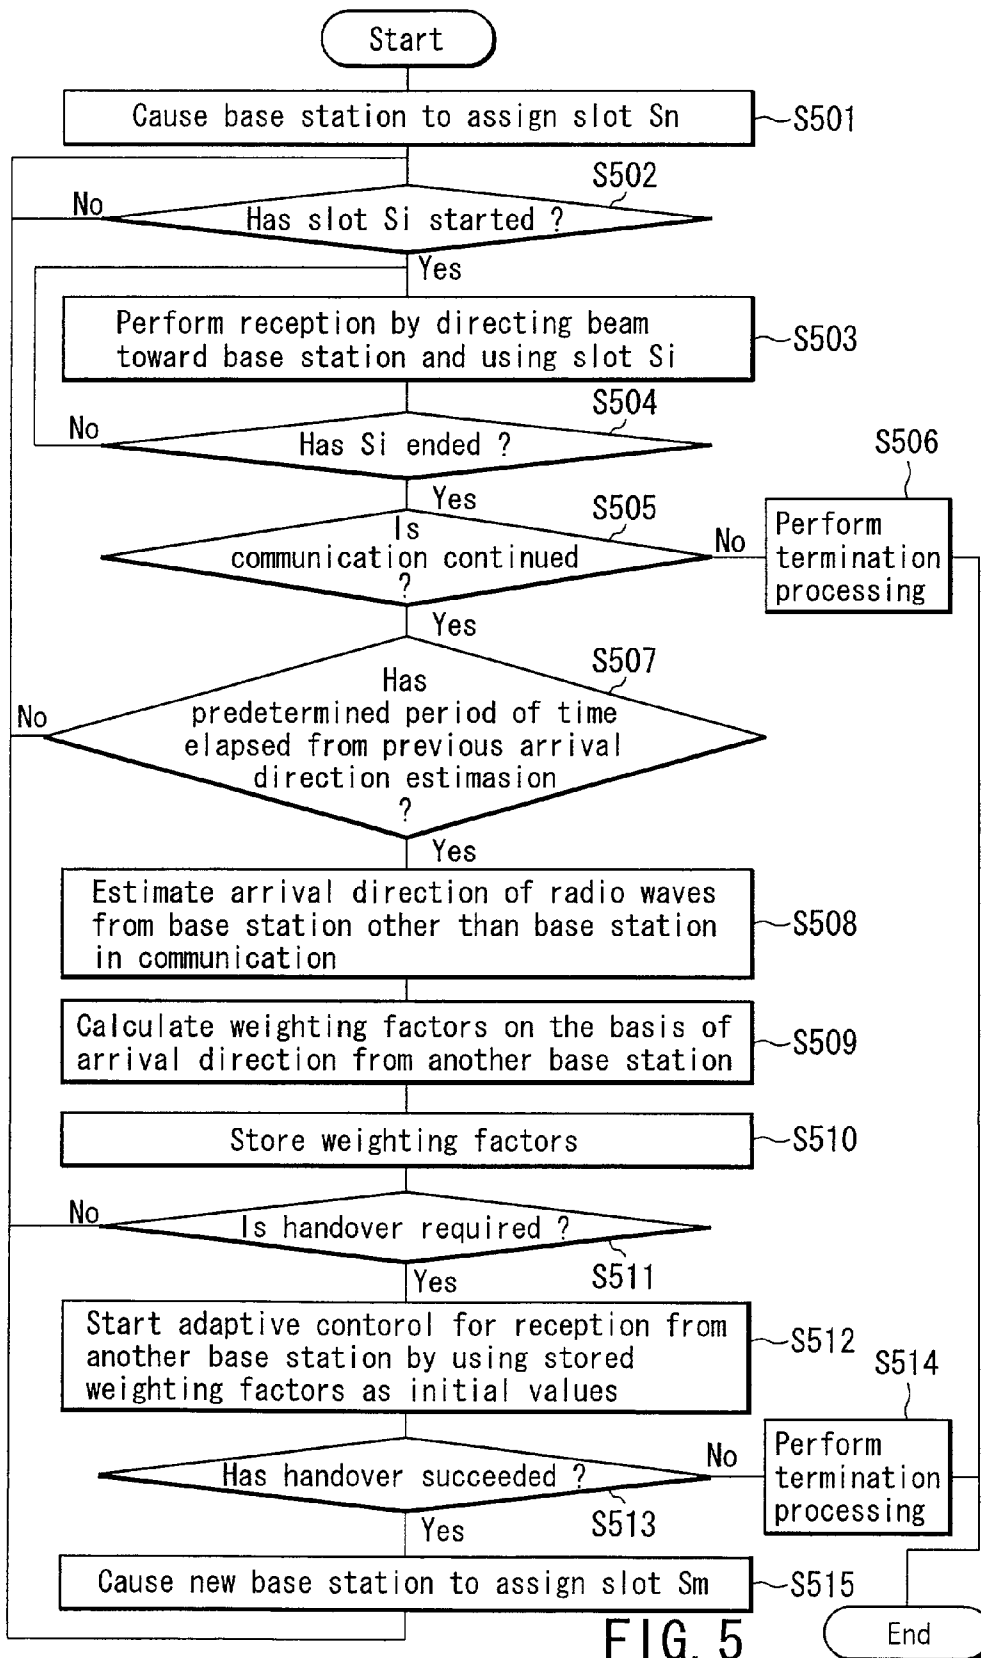 Start
Cause base station to assign slot Sn
S501
S502
No
Has slot Si started ?
Yes
Perform reception by directing beam
toward base station and using slot Si
S503
S504
No
Has Si ended ?
Yes
S506
S505
Is
communication continued
?
No
Perform
termination
processing
Yes
S507
Has
predetermined period of time
elapsed from previous arrival
direction estimasion
?
No
Yes
Estimate arrival direction of radio waves
from base station other than base station
in communication
S508
Calculate weighting factors on the basis of
arrival direction from another base station
S509
Store weighting factors
S510
No
Is handover required ?
S511
Yes
Start adaptive contorol for reception from
another base station by using stored
weighting factors as initial values
S512
S514
Has handover succeeded ?
No
Perform
termination
processing
S513
Yes
Cause new base station to assign slot Sm
S515
FIG. 5
End